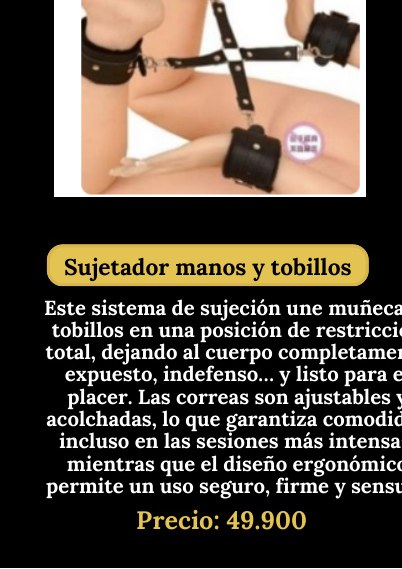 Sujetador manos y tobillos
Este sistema de sujeción une muñeca
tobillos en una posición de restricci
total, dejando al cuerpo completamen
expuesto, indefenso... y listo para e
placer. Las correas son ajustables y
acolchadas, lo que garantiza comodid
incluso en las sesiones más intensa
mientras que el diseño ergonómico
permite un uso seguro, firme y sensu
Precio: 49.900